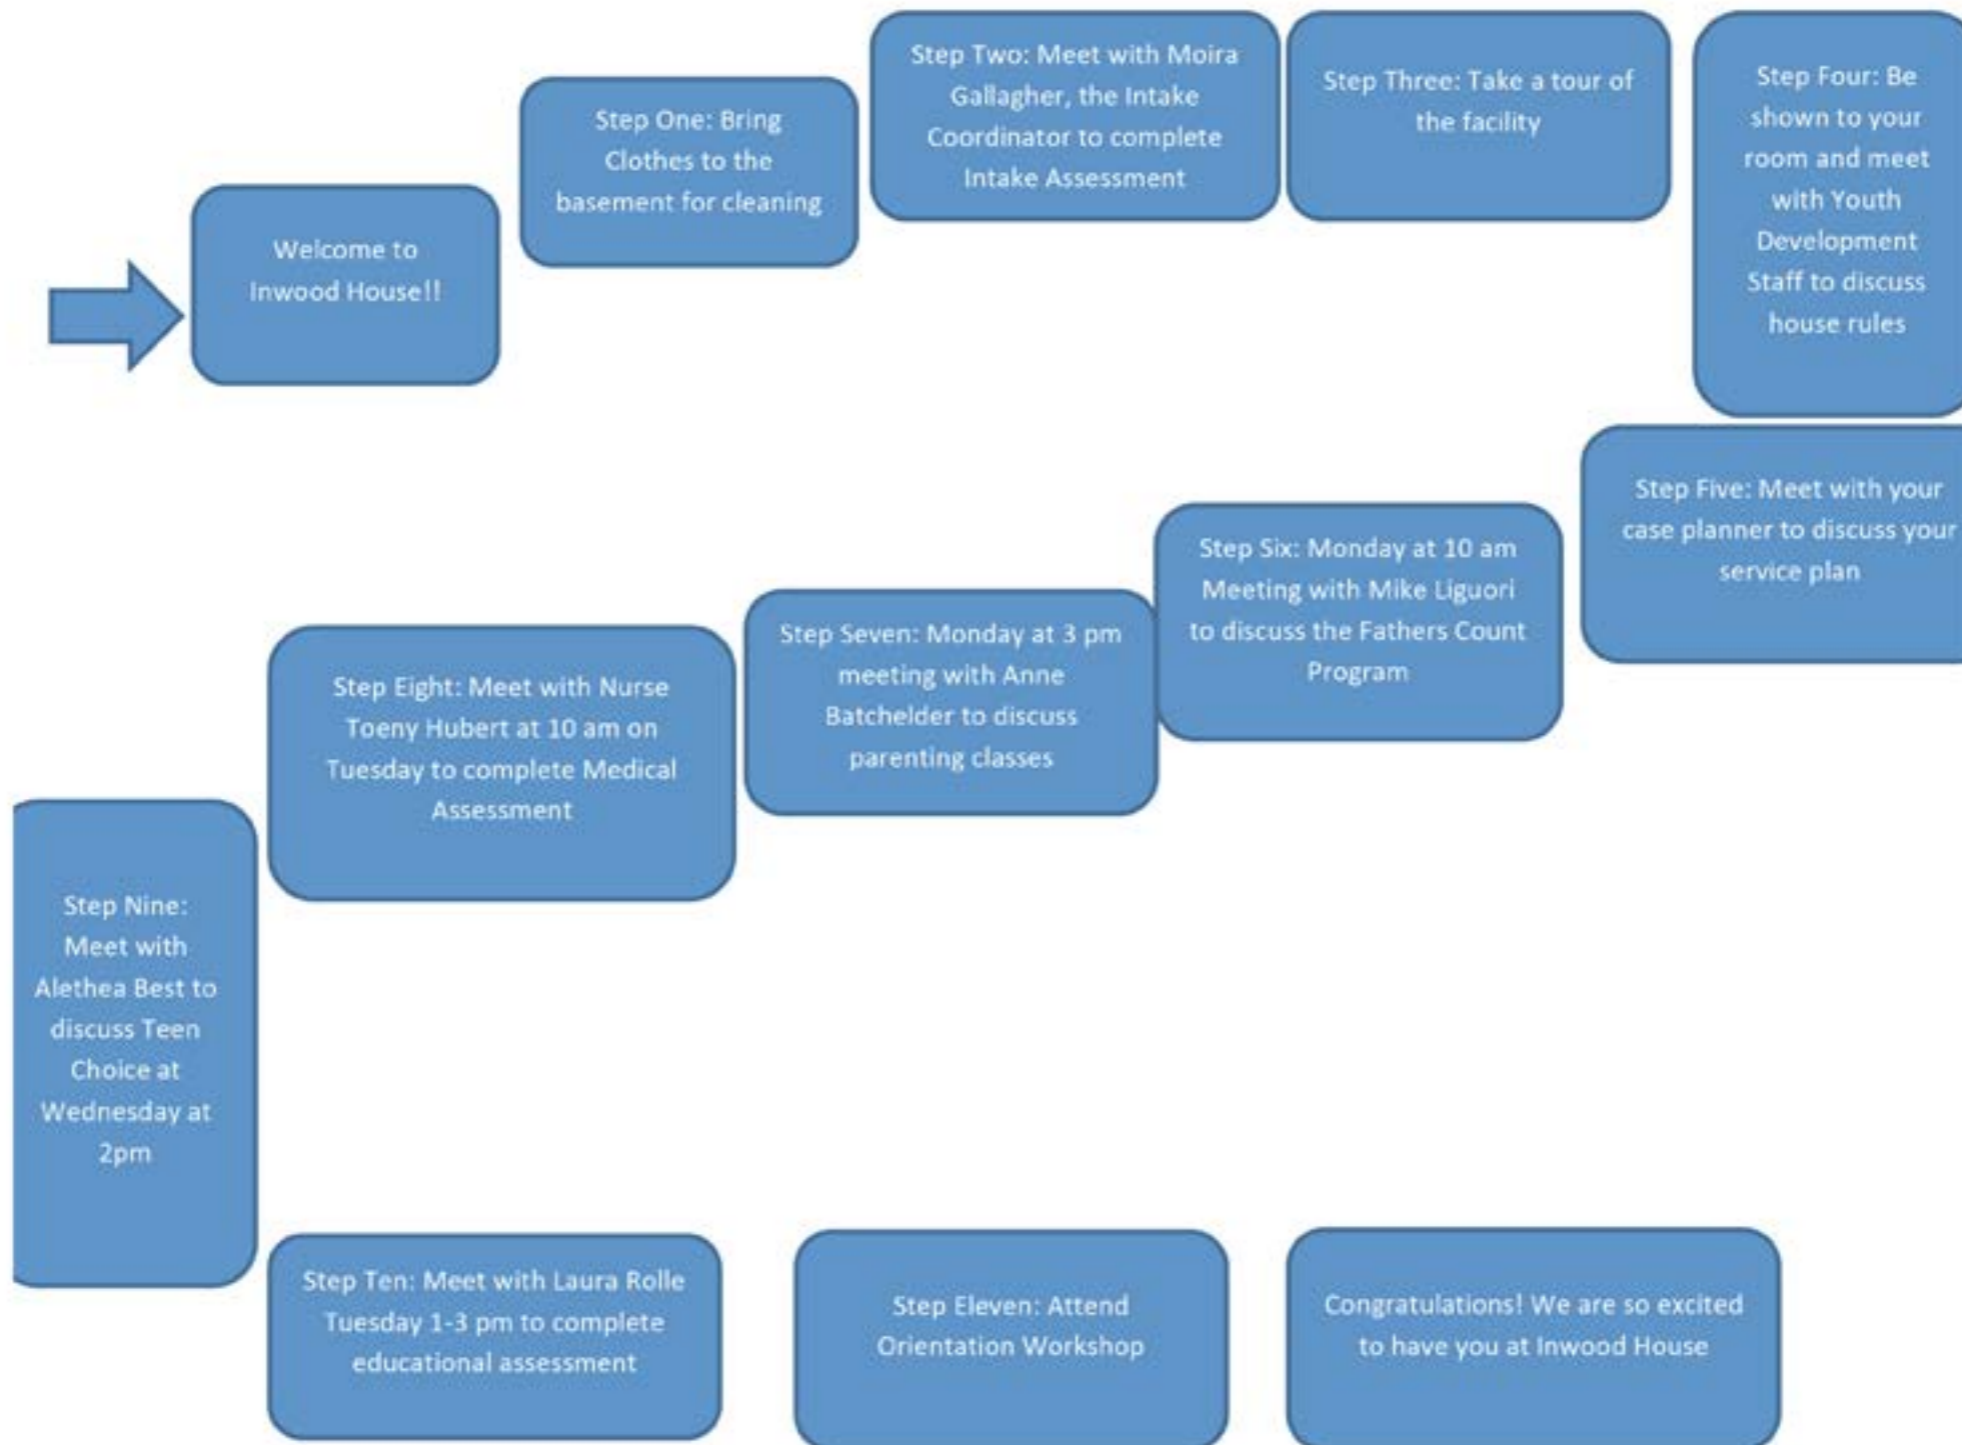 Welcome to
Inwood House!!
Step One: Bring
Clothes to the
basement for cleaning
Step Two: Meet with Moira
Gallagher, the Intake
Coordinator to complete
Intake Assessment
Step Three: Take a tour of
the facility
Step Four: Be
shown to your
room and meet
with Youth
Development
Staff to discuss
house rules
Step Five: Meet with your
case planner to discuss your
service plan
Step Six: Monday at 10 am
Meeting with Mike Liguori
to discuss the Fathers Count
Program
Step Seven: Monday at 3 pm
meeting with Anne
Batchelder to discuss
parenting classes
Step Eight: Meet with Nurse
Toeny Hubert at 10 am on
Tuesday to complete Medical
Assessment
Step Nine:
Meet with
Alethea Best to
discuss Teen
Choice at
Wednesday at
2pm
Step Ten: Meet with Laura Rolle
Tuesday 1-3 pm to complete
educational assessment
Step Eleven: Attend
Orientation Workshop
Congratulations! We are so excited
to have you at Inwood House